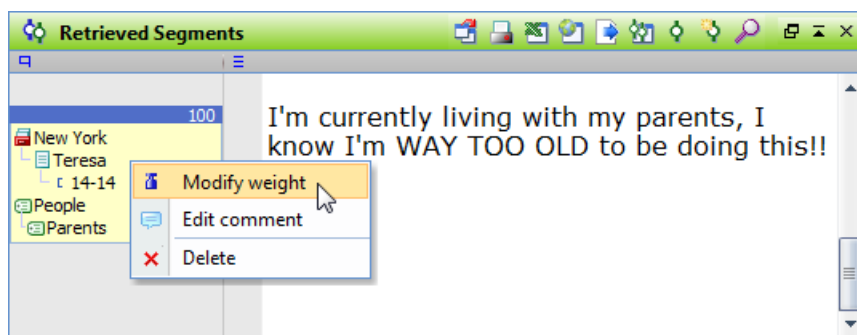 Retrieved Segments
100
New York
Teresa
14-14
People
Parents
I'm currently living with my parents, I
know I'm WAY TOO OLD to be doing this!!
Modify weight
Edit comment
Delete